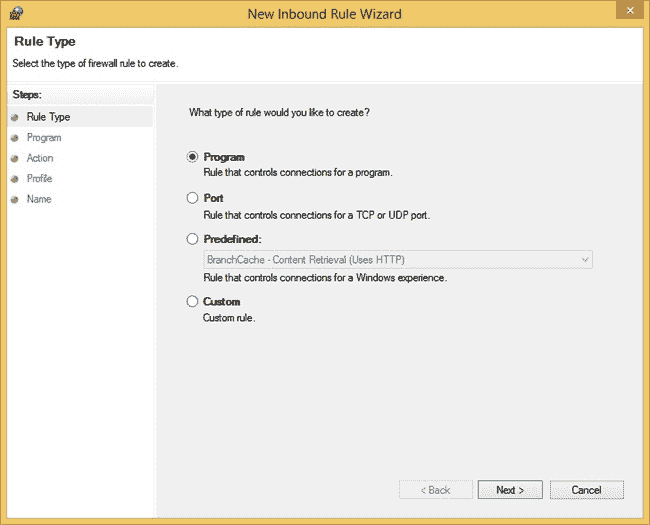 New Inbound Rule Wizard
Rule Type
Select the type of firewall rule to create.
Steps:
Rule Type
Program
Action
Profile
Name
What type of rule would you like to create?
Program
Rule that controls connections for a program.
Port
Rule that controls connections for a TCP or UDP port.
Predefined:
BranchCache - Content Retrieval (Uses HTTP)
Rule that controls connections for a Windows experience.
Custom
Custom rule.
< Back
Next >
Cancel